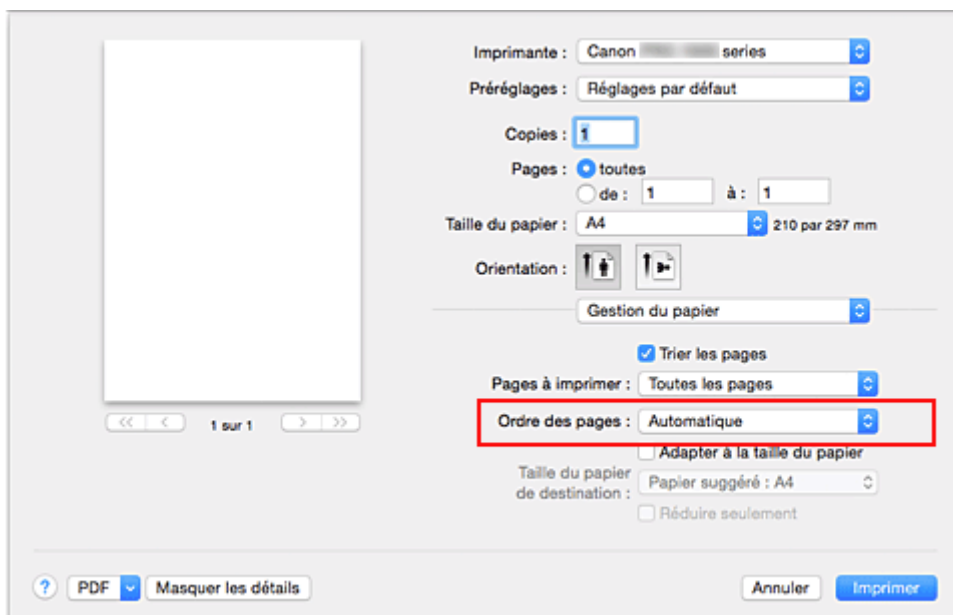 Imprimante : Canon series
Préréglages : Réglages par défaut
Copies : 1
Pages : toutes
de : 1 à : 1
Taille du papier : A4 210 par 297 mm
Orientation :
Gestion du papier
Trier les pages
Pages à imprimer : Toutes les pages
Ordre des pages : Automatique
1 sur 1
Adapter à la taille du papier
Taille du papier
de destination : Papier suggéré : A4
Réduire seulement
? PDF Masquer les détails Annuler Imprimer